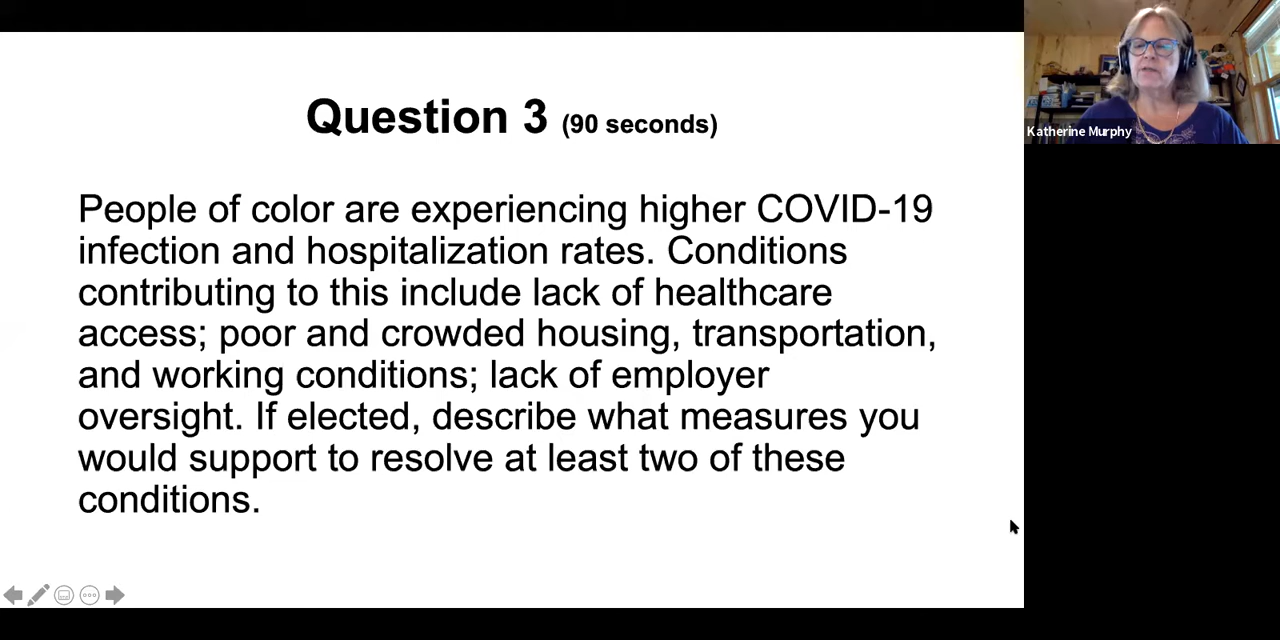 Question 3 (90 seconds)
People of color are experiencing higher COVID-19
infection and hospitalization rates. Conditions
contributing to this include lack of healthcare
access; poor and crowded housing, transportation,
and working conditions; lack of employer
oversight. If elected, describe what measures you
would support to resolve at least two of these
conditions.
Katherine Murphy